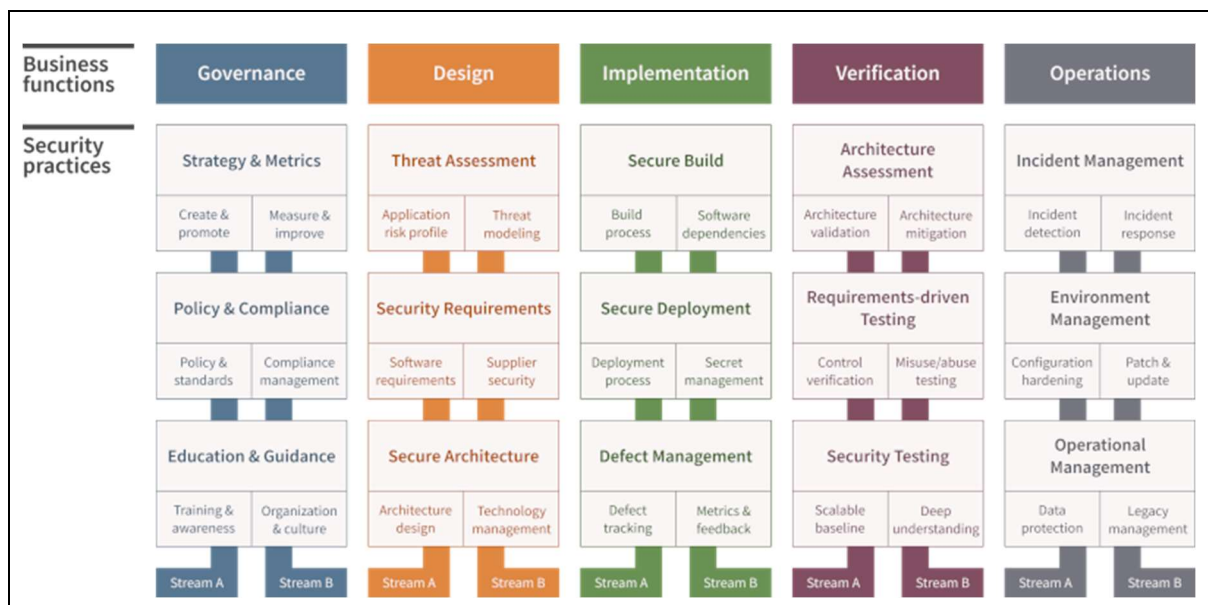 Business
functions
Governance
Design
Implementation
Verification
Operations
Security
practices
Strategy & Metrics
Create &
promote
Measure &
improve
Threat Assessment
Application
risk profile
Threat
modeling
Secure Build
Build
process
Software
dependencies
Architecture
Assessment
Architecture
validation
Architecture
mitigation
Incident Management
Incident
detection
Incident
response
Policy & Compliance
Policy &
standards
Compliance
management
Security Requirements
Software
requirements
Supplier
security
Secure Deployment
Deployment
process
Secret
management
Requirements-driven
Testing
Control
verification
Misuse/abuse
testing
Environment
Management
Configuration
hardening
Patch &
update
Education & Guidance
Training &
awareness
Organization
& culture
Secure Architecture
Architecture
design
Technology
management
Defect Management
Defect
tracking
Metrics &
feedback
Security Testing
Scalable
baseline
Deep
understanding
Operational
Management
Data
protection
Legacy
management
Stream A
Stream B
Stream A
Stream B
Stream A
Stream B
Stream A
Stream B
Stream A
Stream B